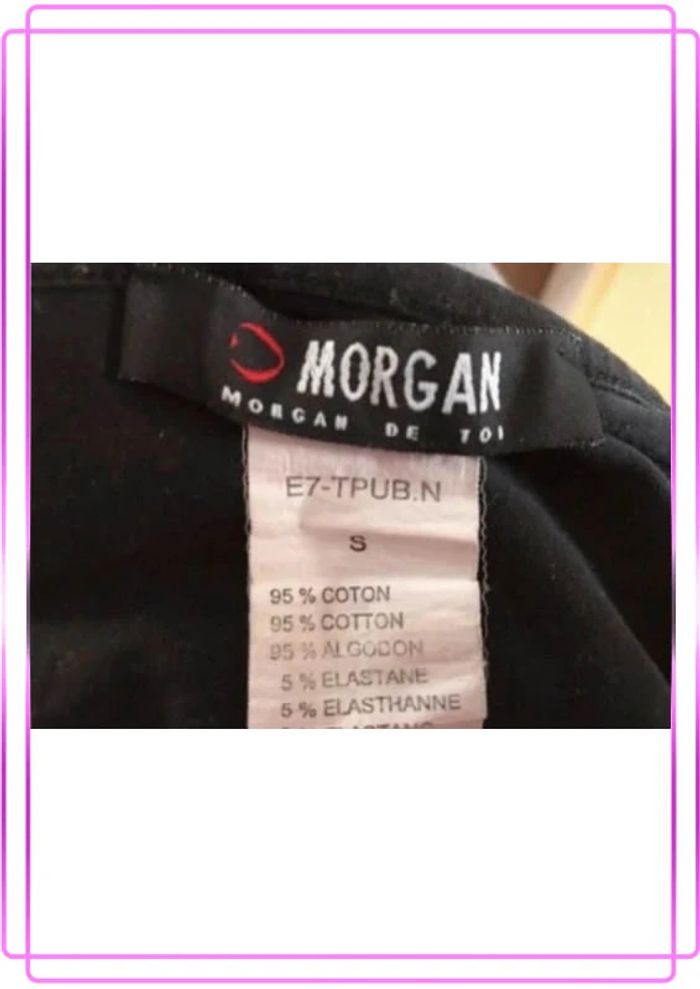 MORGAN
MORGAN DE TOI
E7-TPUB.N
S
95 % COTON
95 % COTTON
95 % ALGODON
5 % ELASTANE
5 % ELASTHANNE